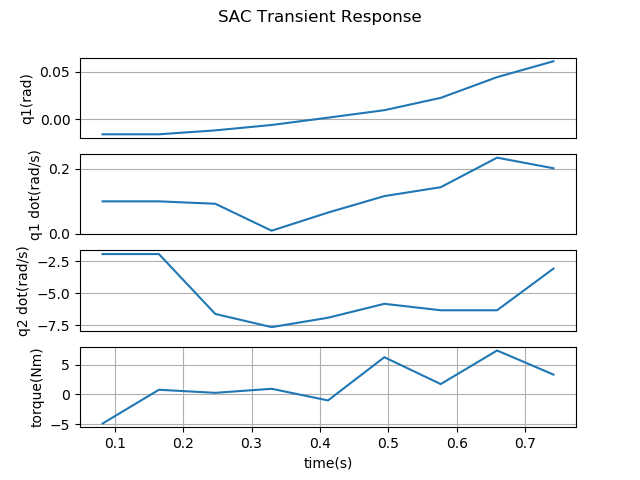 SAC Transient Response
q1(rad)
0.05
0.00
q1 dot(rad/s)
0.2
0.0
q2 dot(rad/s)
−2.5
−5.0
−7.5
torque(Nm)
5
0
−5
0.1 0.2 0.3 0.4 0.5 0.6 0.7
time(s)